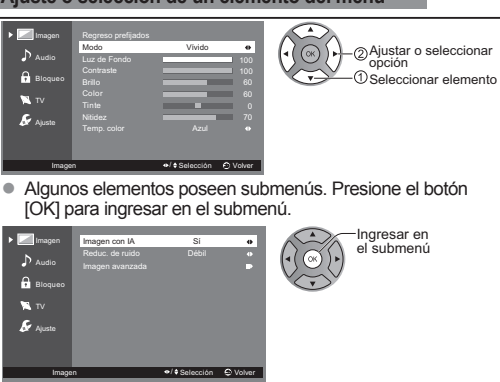 Ajuste o selección de un elemento del menú
Imagen
Audio
Bloqueo
TV
Ajuste
Regreso prefijados
Modo Vívido
Luz de Fondo 100
Contraste 100
Brillo 60
Color 60
Tinte 0
Nitidez 70
Temp. color Azul
Imagen Selección Volver
OK
② Ajustar o seleccionar
opción
① Seleccionar elemento
● Algunos elementos poseen submenús. Presione el botón
[OK] para ingresar en el submenú.
Imagen
Audio
Bloqueo
TV
Ajuste
Imagen con IA Sí
Reduc. de ruido Débil
Imagen avanzada
Imagen Selección Volver
OK
Ingresar en
el submenú